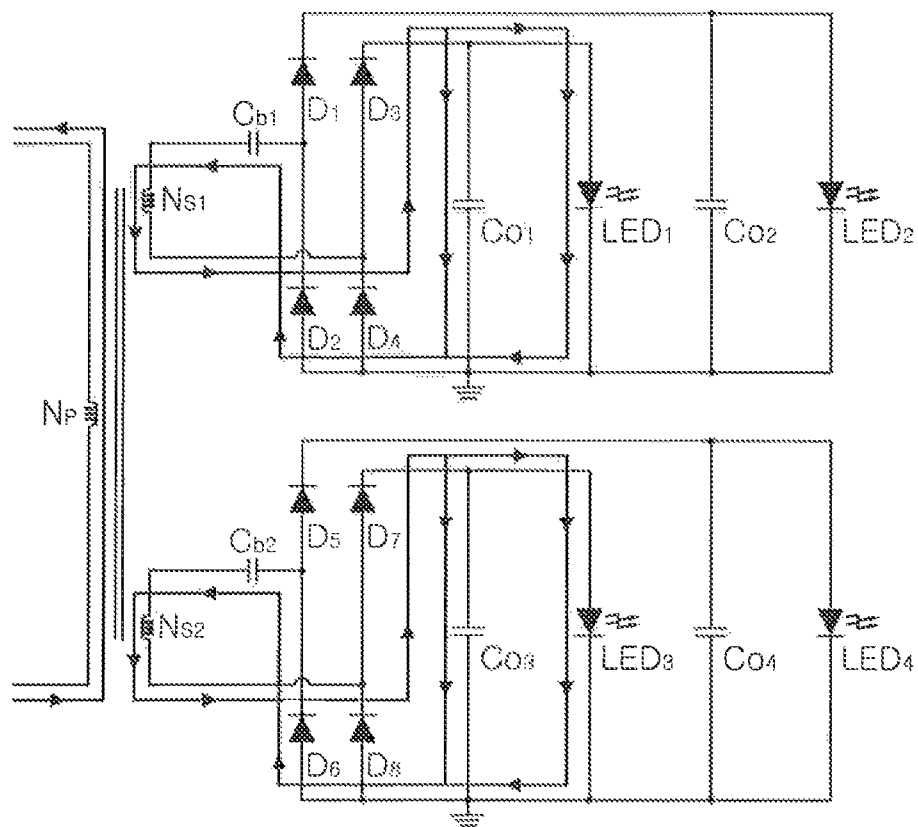 D1 D3
Cb1
NS1
CO1 LED1 CO2 LED2
D2 D4
NP
D5 D7
Cb2
NS2
CO3 LED3 CO4 LED4
D6 D8